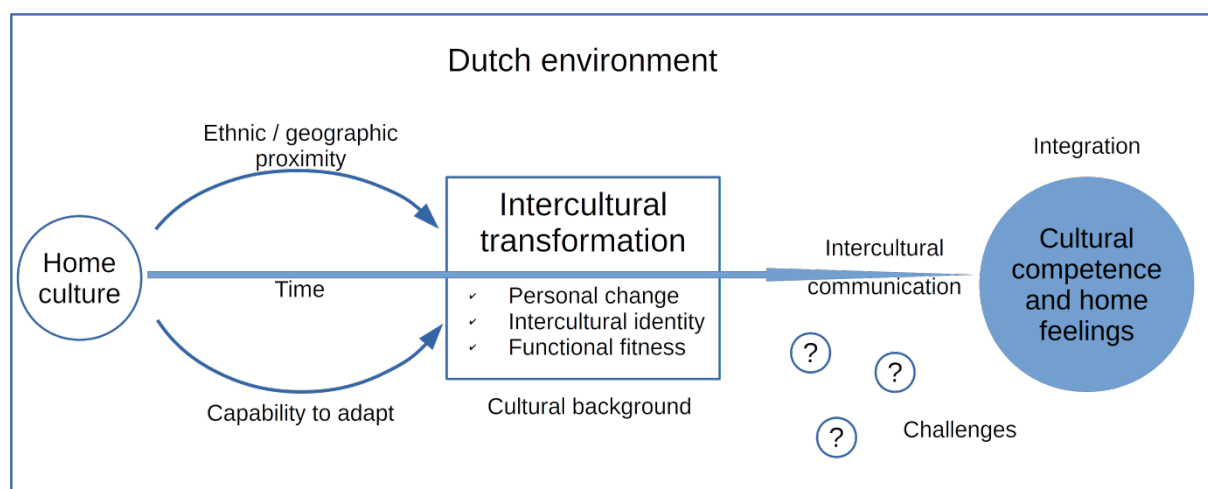 Dutch environment
Ethnic / geographic
proximity
Integration
Home
culture
Time
Capability to adapt
Intercultural
transformation
✓ Personal change
✓ Intercultural identity
✓ Functional fitness
Cultural background
Intercultural
communication
?
?
?
Challenges
Cultural
competence
and home
feelings